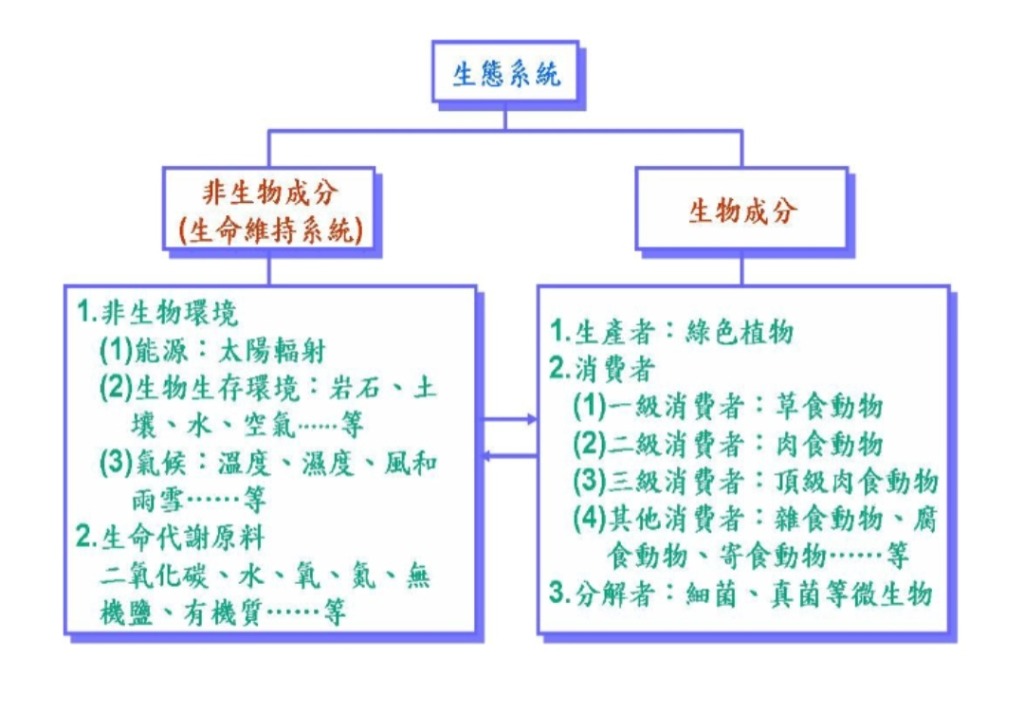 生態系統
非生物成分
(生命維持系統)
生物成分
1.非生物環境
(1)能源：太陽輻射
(2)生物生存環境：岩石、土
壤、水、空氣……等
(3)氣候：溫度、濕度、風和
雨雪……等
2.生命代謝原料
二氧化碳、水、氧、氮、無
機鹽、有機質……等
1.生產者：綠色植物
2.消費者
(1)一級消費者：草食動物
(2)二級消費者：肉食動物
(3)三級消費者：頂級肉食動物
(4)其他消費者：雜食動物、腐
食動物、寄食動物……等
3.分解者：細菌、真菌等微生物